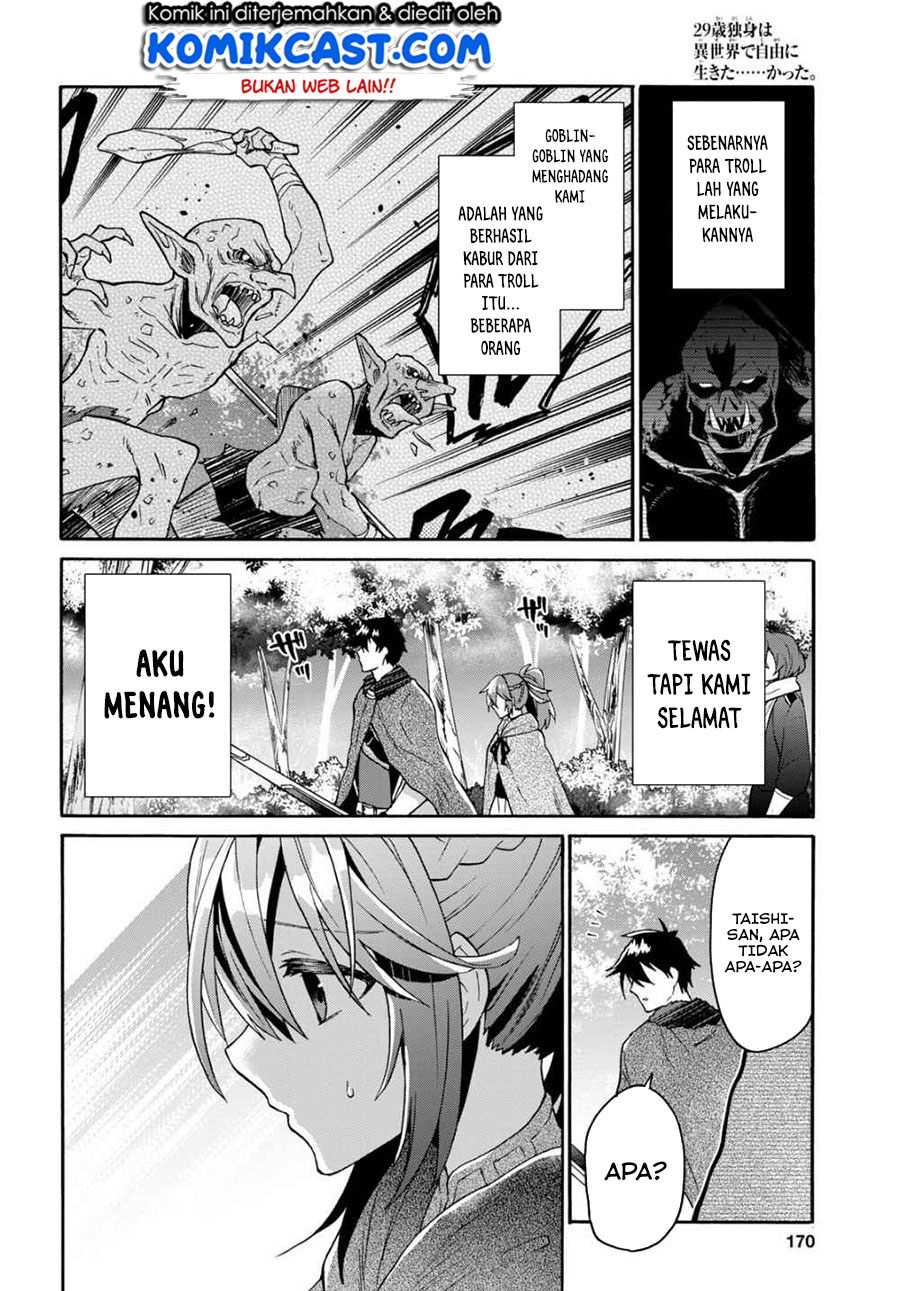 Komik ini diterjemahkan & diedit oleh
KOMIKCAST.COM
BUKAN WEB LAIN!!
29歳独身は
異世界で自由に
生きた……かった。
SEBENARNYA
PARA TROLL
LAH YANG
MELAKU-
KANNYA
GOBLIN-
GOBLIN YANG
MENGHADANG
KAMI
ADALAH YANG
BERHASIL
KABUR DARI
PARA TROLL
ITU...
BEBERAPA
ORANG
TEWAS
TAPI KAMI
SELAMAT
AKU
MENANG!
TAISHI-
SAN, APA
TIDAK
APA-APA?
APA?
170